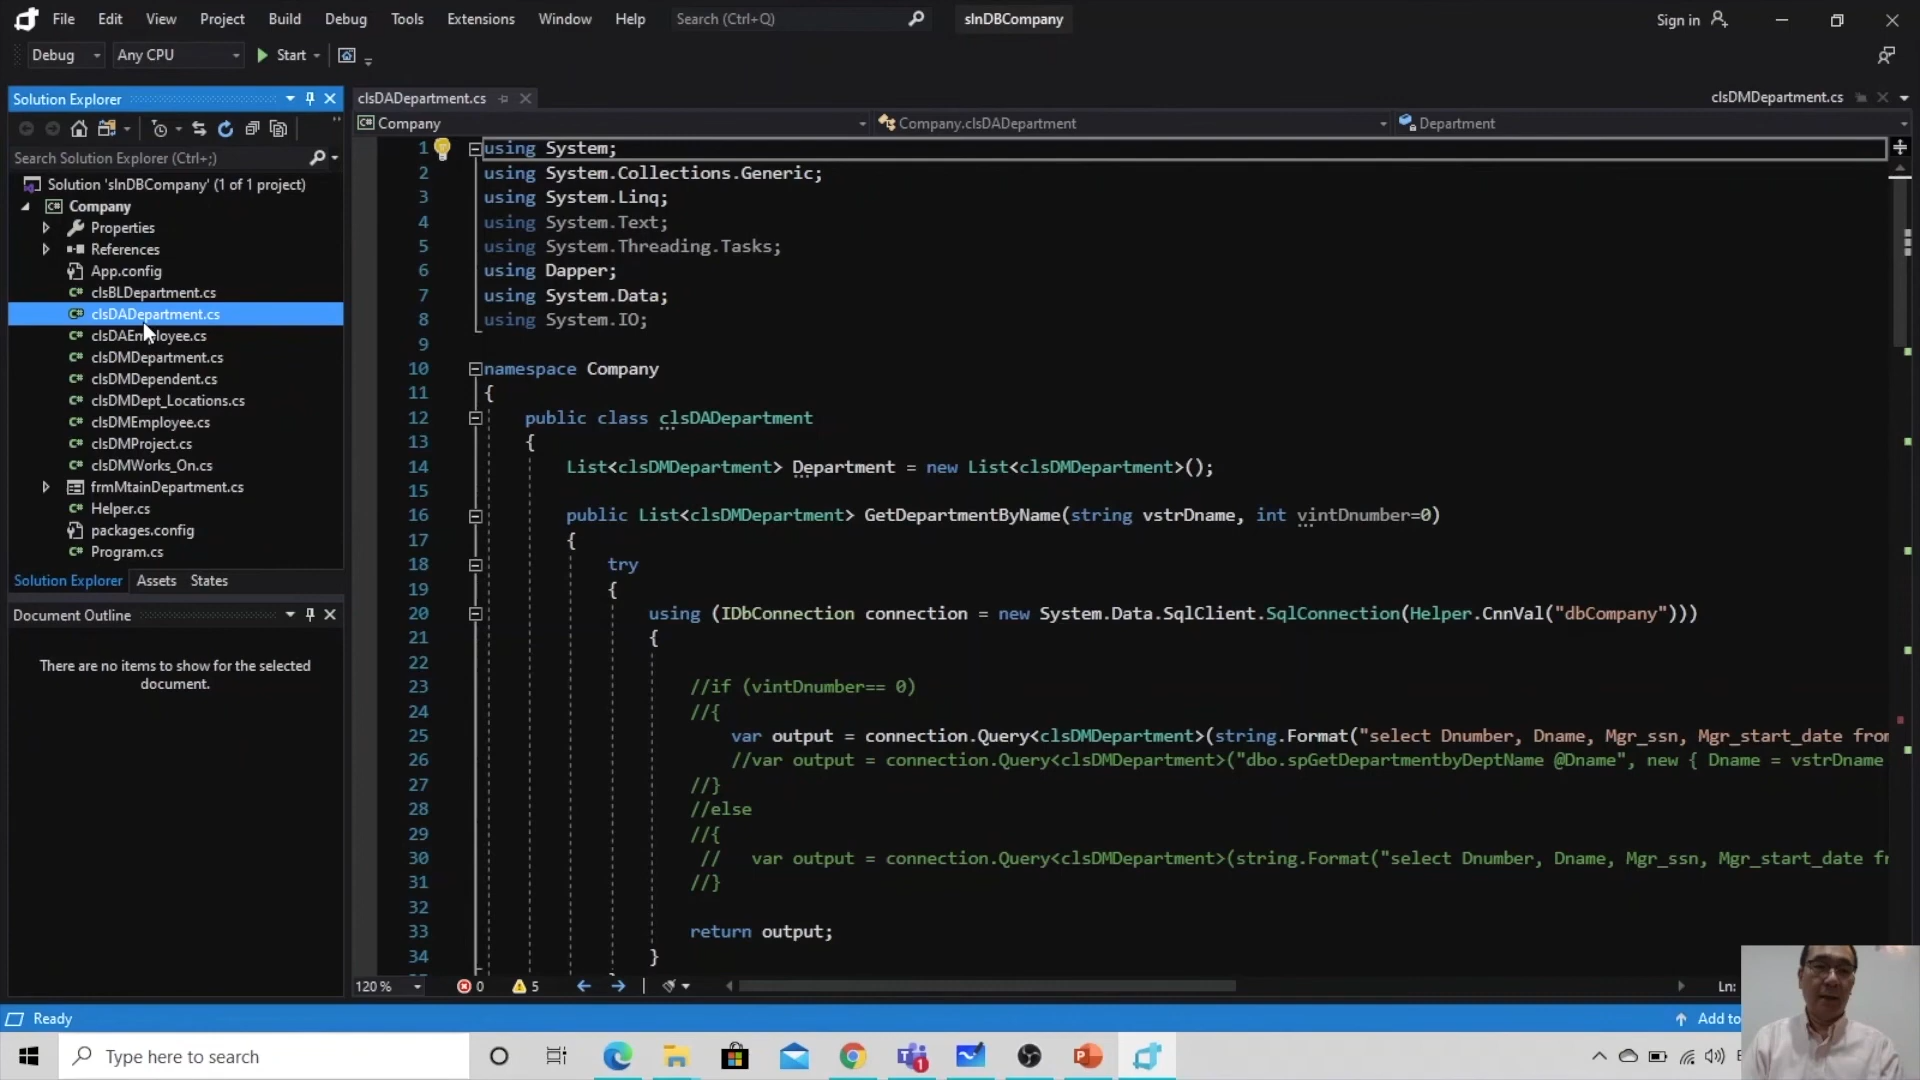 File Edit View Project Build Debug Tools Extensions Window Help Search (Ctrl+Q) slnDBCompany Sign in
Debug Any CPU Start
Solution Explorer
clsDADepartment.cs
clsDMDepartment.cs
Company
Company.clsDADepartment
Department
Search Solution Explorer (Ctrl+;)
Solution 'slnDBCompany' (1 of 1 project)
Company
Properties
References
App.config
clsBLDepartment.cs
clsDADepartment.cs
clsDAEmployee.cs
clsDMDepartment.cs
clsDMDependent.cs
clsDMDept_Locations.cs
clsDMEmployee.cs
clsDMProject.cs
clsDMWorks_On.cs
frmMtainDepartment.cs
Helper.cs
packages.config
Program.cs
Solution Explorer Assets States
Document Outline
There are no items to show for the selected
document.
1 using System;
2 using System.Collections.Generic;
3 using System.Linq;
4 using System.Text;
5 using System.Threading.Tasks;
6 using Dapper;
7 using System.Data;
8 using System.IO;
9
10 namespace Company
11 {
12 public class clsDADepartment
13 {
14 List<clsDMDepartment> Department = new List<clsDMDepartment>();
15
16 public List<clsDMDepartment> GetDepartmentByName(string vstrDname, int vintDnumber=0)
17 {
18 try
19 {
20 using (IDbConnection connection = new System.Data.SqlClient.SqlConnection(Helper.CnnVal("dbCompany")))
21 {
22
23 //if (vintDnumber== 0)
24 //{
25 var output = connection.Query<clsDMDepartment>(string.Format("select Dnumber, Dname, Mgr_ssn, Mgr_start_date from
26 //var output = connection.Query<clsDMDepartment>("dbo.spGetDepartmentbyDeptName @Dname", new { Dname = vstrDname
27 //}
28 //else
29 //{
30 // var output = connection.Query<clsDMDepartment>(string.Format("select Dnumber, Dname, Mgr_ssn, Mgr_start_date fr
31 //}
32
33 return output;
34 }
120 % 0 5 Ln:
Ready Add to
Type here to search
1